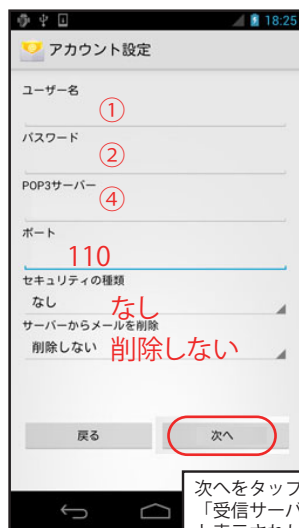 18:25
アカウント設定
ユーザー名
①
パスワード
②
POP3サーバー
④
ポート
110
セキュリティの種類
なし なし
サーバーからメールを削除
削除しない 削除しない
戻る 次へ
次へをタップ
「受信サーバ